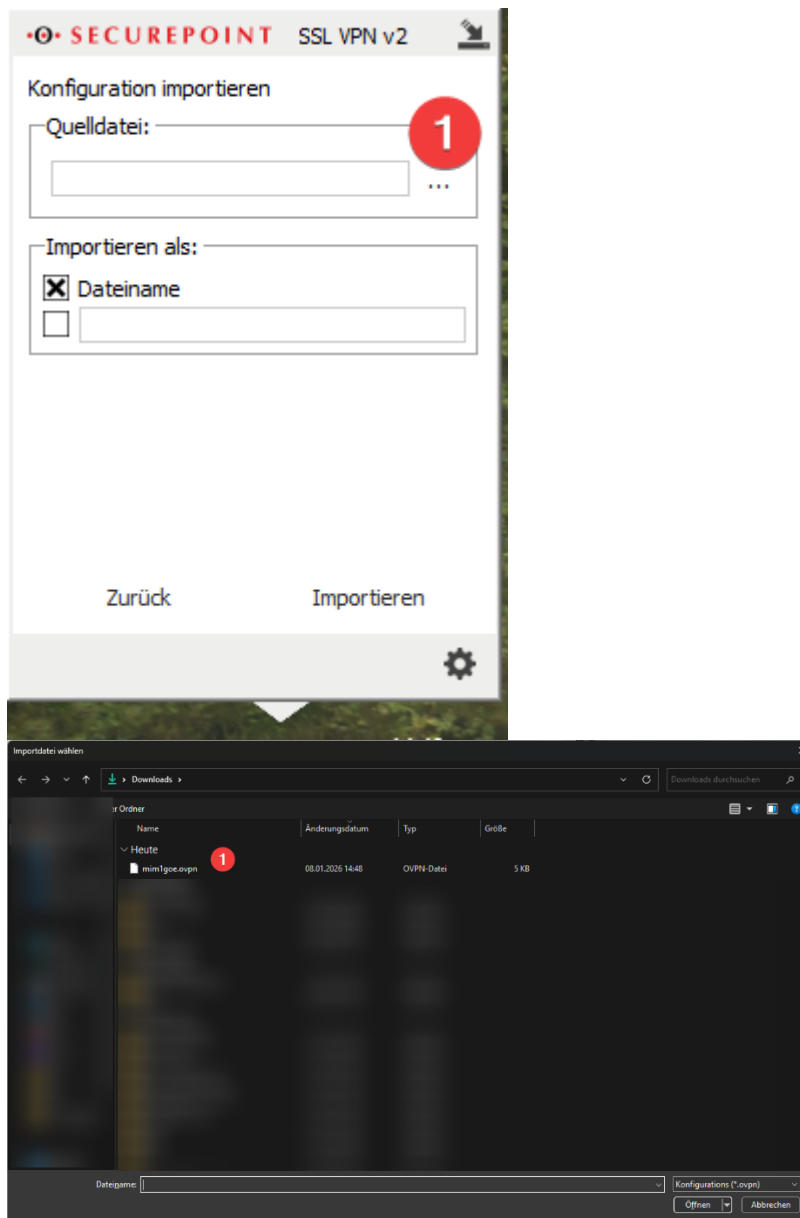 SECUREPOINT SSL VPN v2
Konfiguration importieren
Quelldatei:
1
...
Importieren als:
Dateiname
Zurück Importieren
Importdatei wählen
Downloads Downloads durchsuchen
r Ordner
Name Änderungsdatum Typ Größe
Heute
mim1goe.ovpn 1 08.01.2026 14:48 OVPN-Datei 5 KB
Dateiname: Konfigurations (*.ovpn)
Öffnen Abbrechen